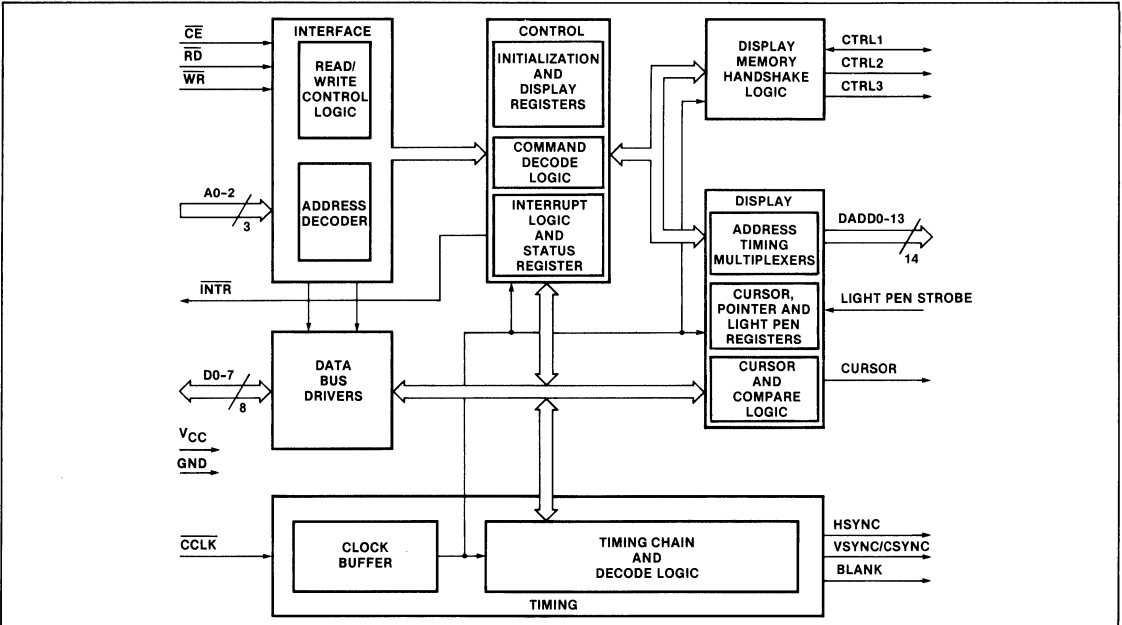 CE
RD
WR
A0-2
3
INTR
D0-7
8
VCC
GND
CCLK
INTERFACE
READ/
WRITE
CONTROL
LOGIC
ADDRESS
DECODER
DATA
BUS
DRIVERS
CONTROL
INITIALIZATION
AND
DISPLAY
REGISTERS
COMMAND
DECODE
LOGIC
INTERRUPT
LOGIC
AND
STATUS
REGISTER
DISPLAY
MEMORY
HANDSHAKE
LOGIC
CTRL1
CTRL2
CTRL3
DISPLAY
ADDRESS
TIMING
MULTIPLEXERS
CURSOR,
POINTER AND
LIGHT PEN
REGISTERS
CURSOR
AND
COMPARE
LOGIC
DADD0-13
14
LIGHT PEN STROBE
CURSOR
CLOCK
BUFFER
TIMING CHAIN
AND
DECODE LOGIC
TIMING
HSYNC
VSYNC/CSYNC
BLANK